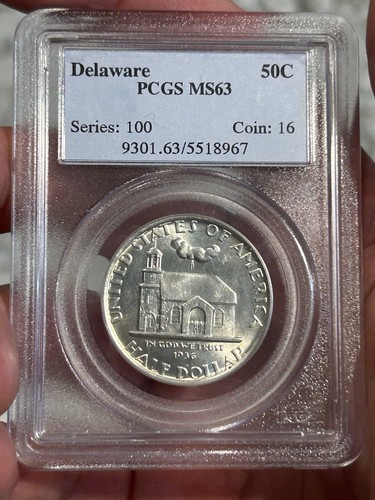 Delaware 50C
PCGS MS63
Series: 100 Coin: 16
9301.63/5518967
UNITED STATES OF AMERICA
IN GOD WE TRUST
1936
HALF DOLLAR